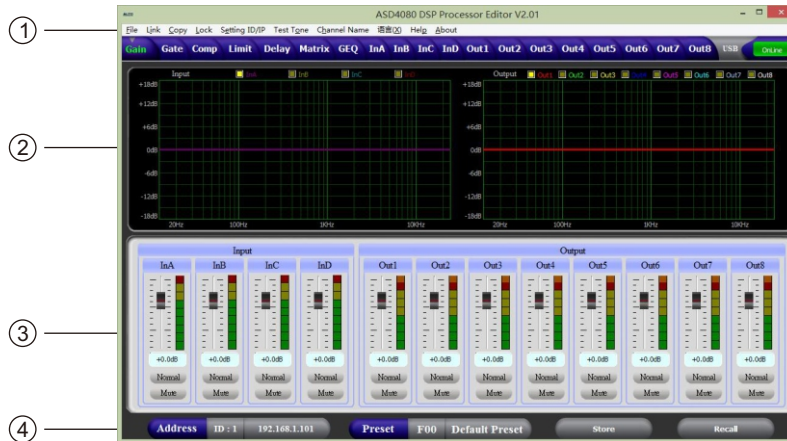 ASD4080 DSP Processor Editor V2.01
① File Link Copy Lock Setting ID/IP Test Tone Channel Name 语言(X) Help About
Gain Gate Comp Limit Delay Matrix GEQ InA InB InC InD Out1 Out2 Out3 Out4 Out5 Out6 Out7 Out8 USB OnLine
Input InA InB InC InD Output Out1 Out2 Out3 Out4 Out5 Out6 Out7 Out8
+18dB +18dB
+12dB +12dB
+6dB +6dB
② 0dB 0dB
-6dB -6dB
-12dB -12dB
-18dB -18dB
20Hz 100Hz 1KHz 10KHz 20Hz 100Hz 1KHz 10KHz
Input Output
InA InB InC InD Out1 Out2 Out3 Out4 Out5 Out6 Out7 Out8
③
+0.0dB +0.0dB +0.0dB +0.0dB +0.0dB +0.0dB +0.0dB +0.0dB +0.0dB +0.0dB +0.0dB +0.0dB
Normal Normal Normal Normal Normal Normal Normal Normal Normal Normal Normal Normal
Mute Mute Mute Mute Mute Mute Mute Mute Mute Mute Mute Mute
④ Address ID : 1 192.168.1.101 Preset F00 Default Preset Store Recall